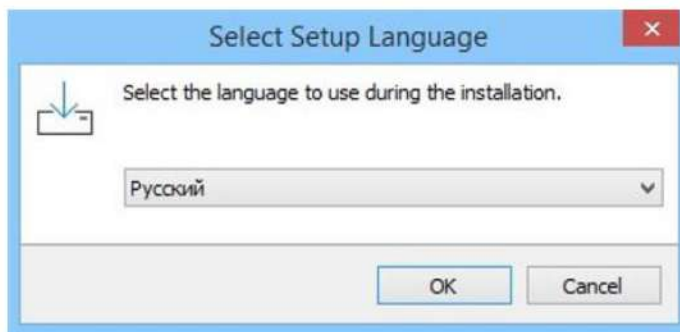 Select Setup Language
Select the language to use during the installation.
Русский
OK
Cancel